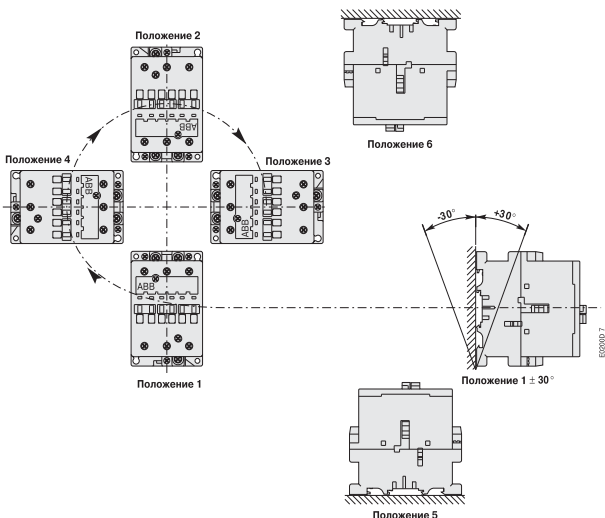 Положение 2
Положение 6
Положение 4
Положение 3
ABB
ABB
ABB
ABB
-30°
+30°
Положение 1
Положение 1 ± 30°
E0200D 7
Положение 5